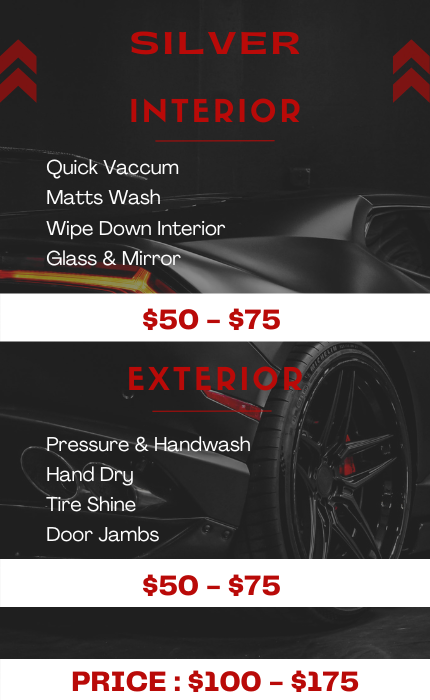 SILVER
INTERIOR
Quick Vaccum
Matts Wash
Wipe Down Interior
Glass & Mirror
$50 – $75
EXTERIOR
Pressure & Handwash
Hand Dry
Tire Shine
Door Jambs
$50 – $75
PRICE : $100 – $175